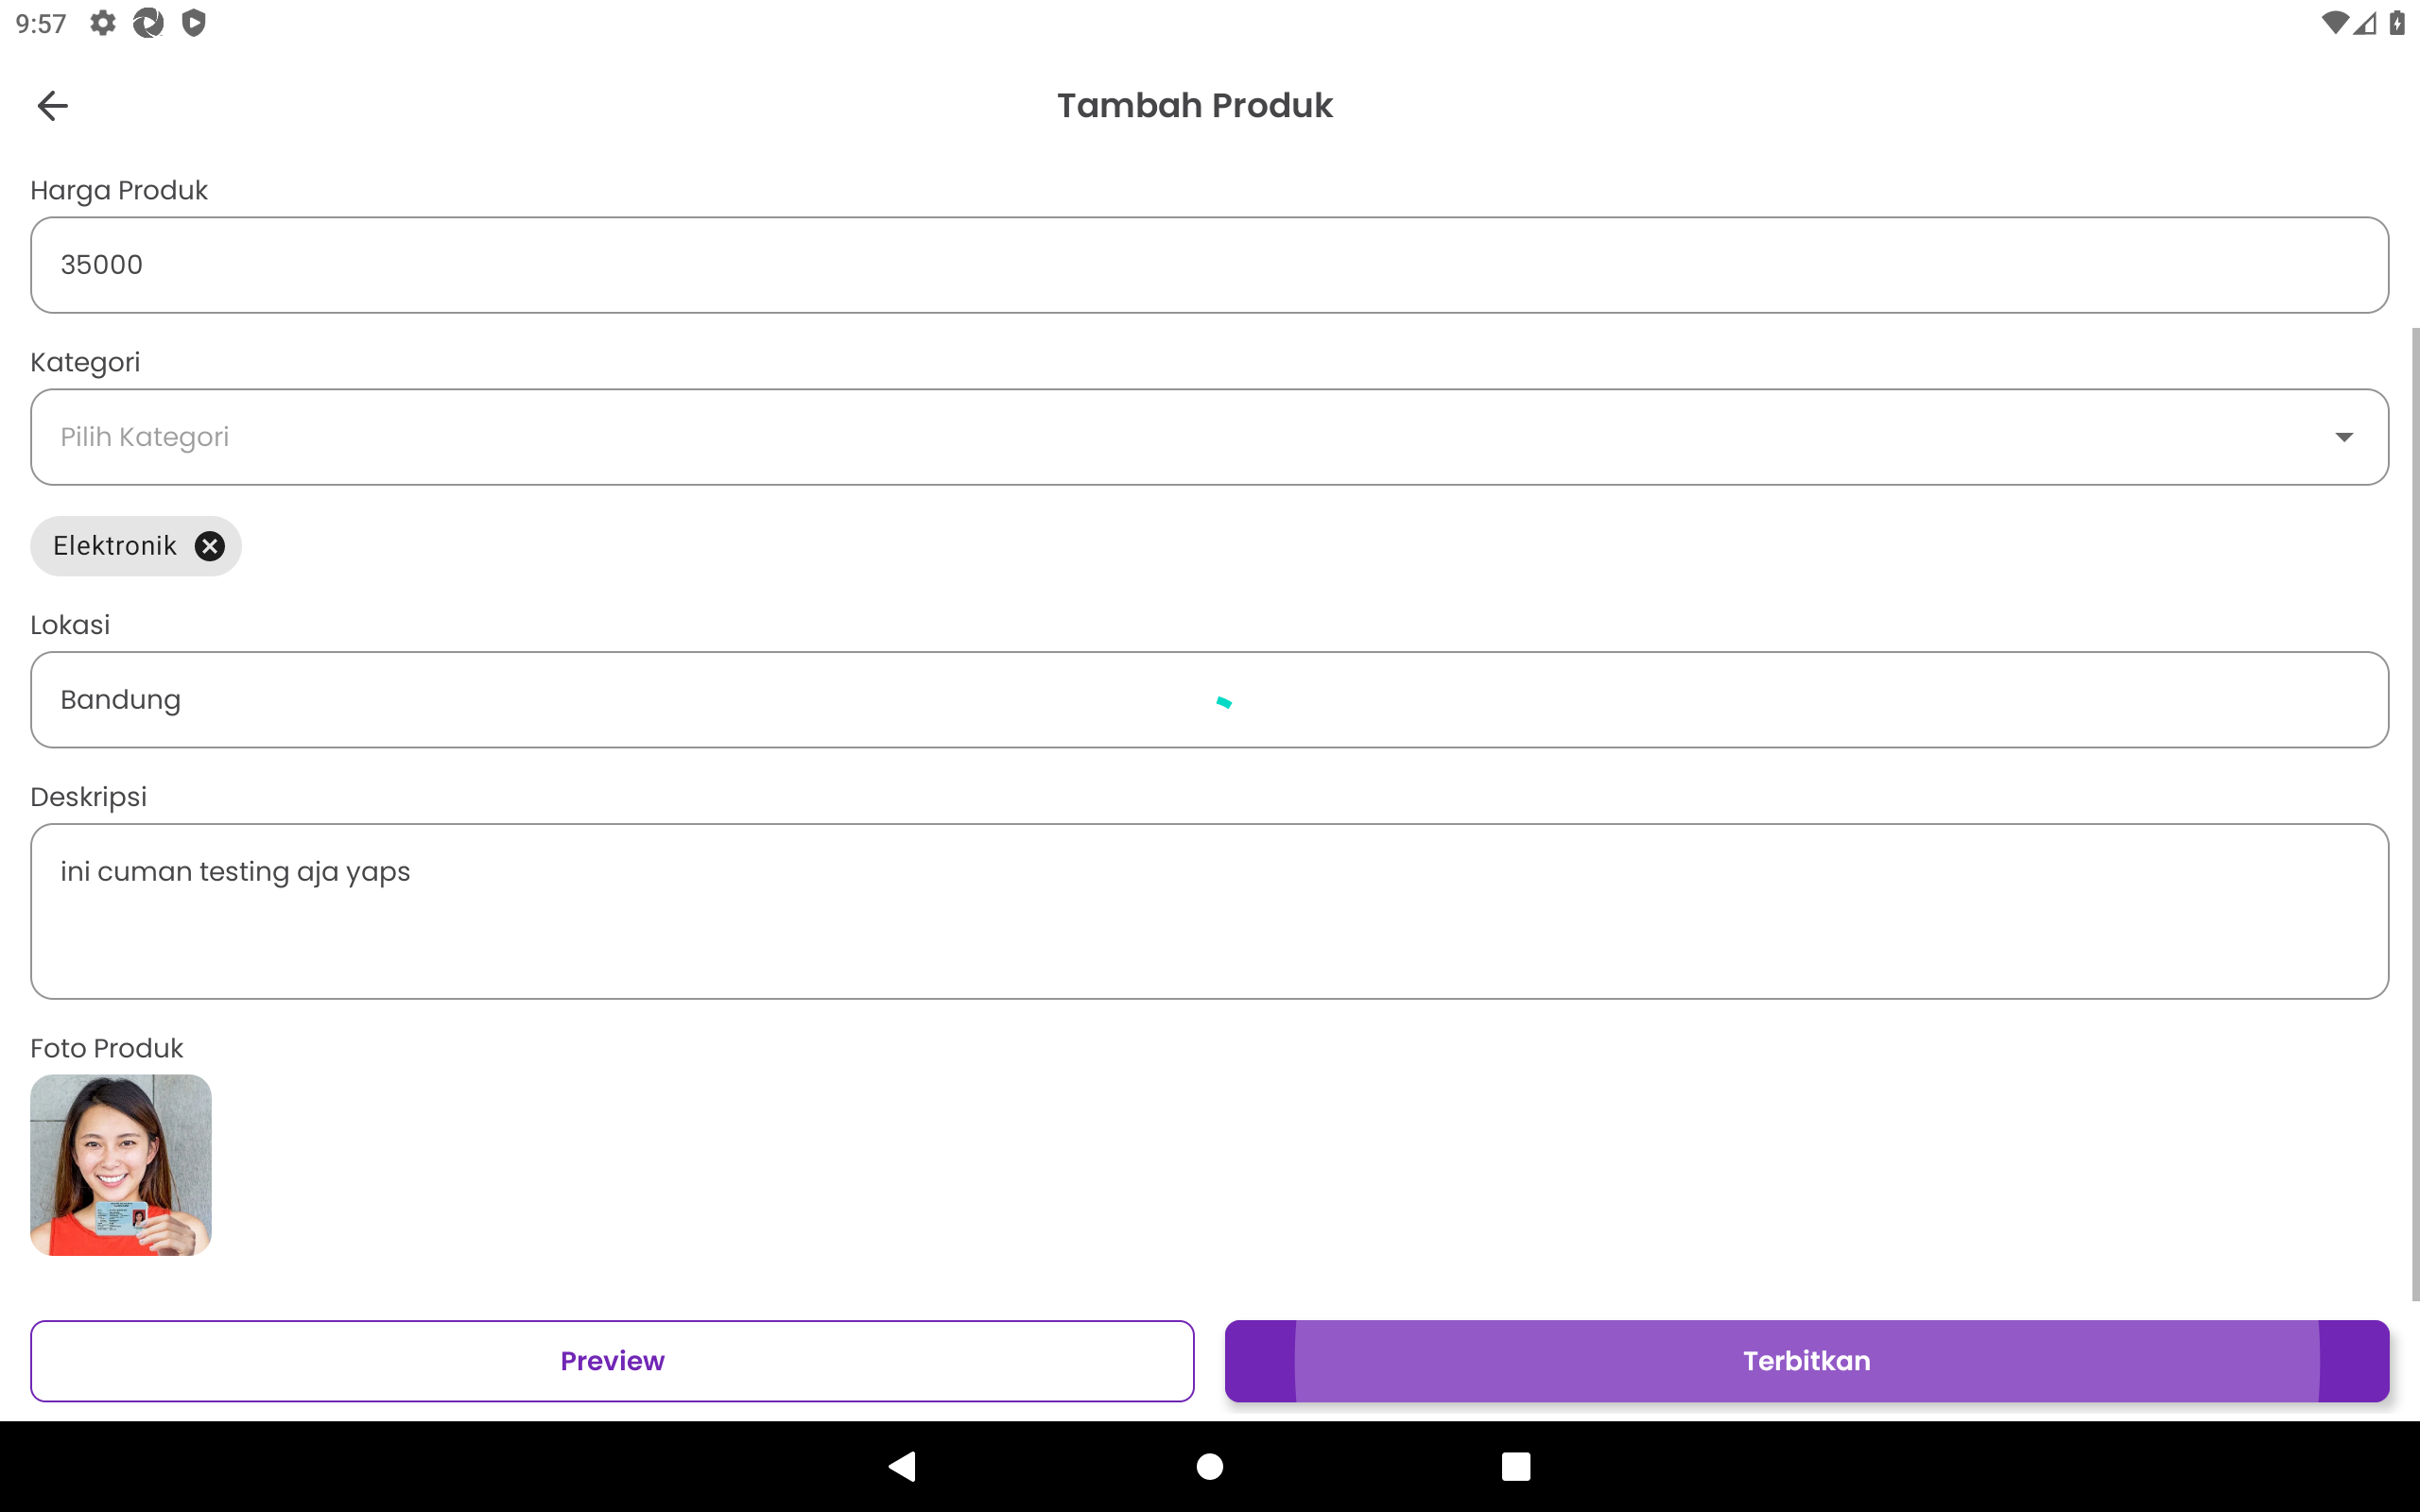 9:57
Tambah Produk
Harga Produk
35000
Kategori
Pilih Kategori
Elektronik
Lokasi
Bandung
Deskripsi
ini cuman testing aja yaps
Foto Produk
Preview
Terbitkan